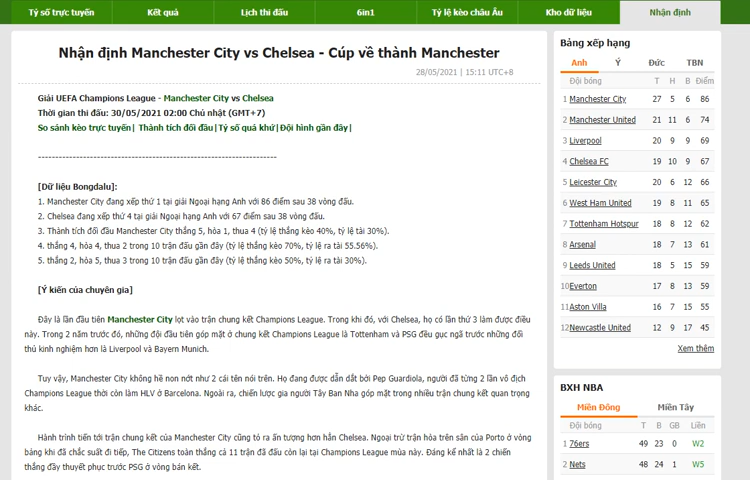 Tỷ số trực tuyến Kết quả Lịch thi đấu 6in1 Tỷ lệ kèo châu Âu Kho dữ liệu Nhận định
Nhận định Manchester City vs Chelsea - Cúp về thành Manchester
28/05/2021 | 15:11 UTC+8
Giải UEFA Champions League - Manchester City vs Chelsea
Thời gian thi đấu: 30/05/2021 02:00 Chủ nhật (GMT+7)
So sánh kèo trực tuyến| Thành tích đối đầu|Tỷ số quá khứ|Đội hình gần đây|
-------------------------------------------------------------------------
[Dữ liệu Bongdalu]:
1. Manchester City đang xếp thứ 1 tại giải Ngoại hạng Anh với 86 điểm sau 38 vòng đấu.
2. Chelsea đang xếp thứ 4 tại giải Ngoại hạng Anh với 67 điểm sau 38 vòng đấu.
3. Thành tích đối đầu Manchester City thắng 5, hòa 1, thua 4 (tỷ lệ thắng kèo 40%, tỷ lệ tài 30%).
4. thắng 4, hòa 4, thua 2 trong 10 trận đấu gần đây (tỷ lệ thắng kèo 70%, tỷ lệ ra tài 55.56%).
5. thắng 2, hòa 5, thua 3 trong 10 trận đấu gần đây (tỷ lệ thắng kèo 50%, tỷ lệ ra tài 30%).
[Ý kiến của chuyên gia]
Đây là lần đầu tiên Manchester City lọt vào trận chung kết Champions League. Trong khi đó, với Chelsea, họ có lần thứ 3 làm được điều
này. Trong 2 năm trước đó, những đội đầu tiên góp mặt ở chung kết Champions League là Tottenham và PSG đều gục ngã trước những đối
thủ kinh nghiệm hơn là Liverpool và Bayern Munich.
Tuy vậy, Manchester City không hề non nớt như 2 cái tên nói trên. Họ đang được dẫn dắt bởi Pep Guardiola, người đã từng 2 lần vô địch
Champions League thời còn làm HLV ở Barcelona. Ngoài ra, chiến lược gia người Tây Ban Nha góp mặt trong nhiều trận chung kết quan trọng
khác.
Hành trình tiến tới trận chung kết của Manchester City cũng tỏ ra ấn tượng hơn hẳn Chelsea. Ngoại trừ trận hòa trên sân của Porto ở vòng
bảng khi đã chắc suất đi tiếp, The Citizens toàn thắng cả 11 trận đã đấu còn lại tại Champions League mùa này. Đáng kể nhất là 2 chiến
thắng đầy thuyết phục trước PSG ở vòng bán kết.
Bảng xếp hạng
Anh Ý Đức TBN
Đội bóng T H B Điểm
1 Manchester City 27 5 6 86
2 Manchester United 21 11 6 74
3 Liverpool 20 9 9 69
4 Chelsea FC 19 10 9 67
5 Leicester City 20 6 12 66
6 West Ham United 19 8 11 65
7 Tottenham Hotspur 18 8 12 62
8 Arsenal 18 7 13 61
9 Leeds United 18 5 15 59
10 Everton 17 8 13 59
11 Aston Villa 16 7 15 55
12 Newcastle United 12 9 17 45
Xem thêm
BXH NBA
Miền Đông Miền Tây
Đội bóng T B GB Liên
1 76ers 49 23 0 W2
2 Nets 48 24 1 W5